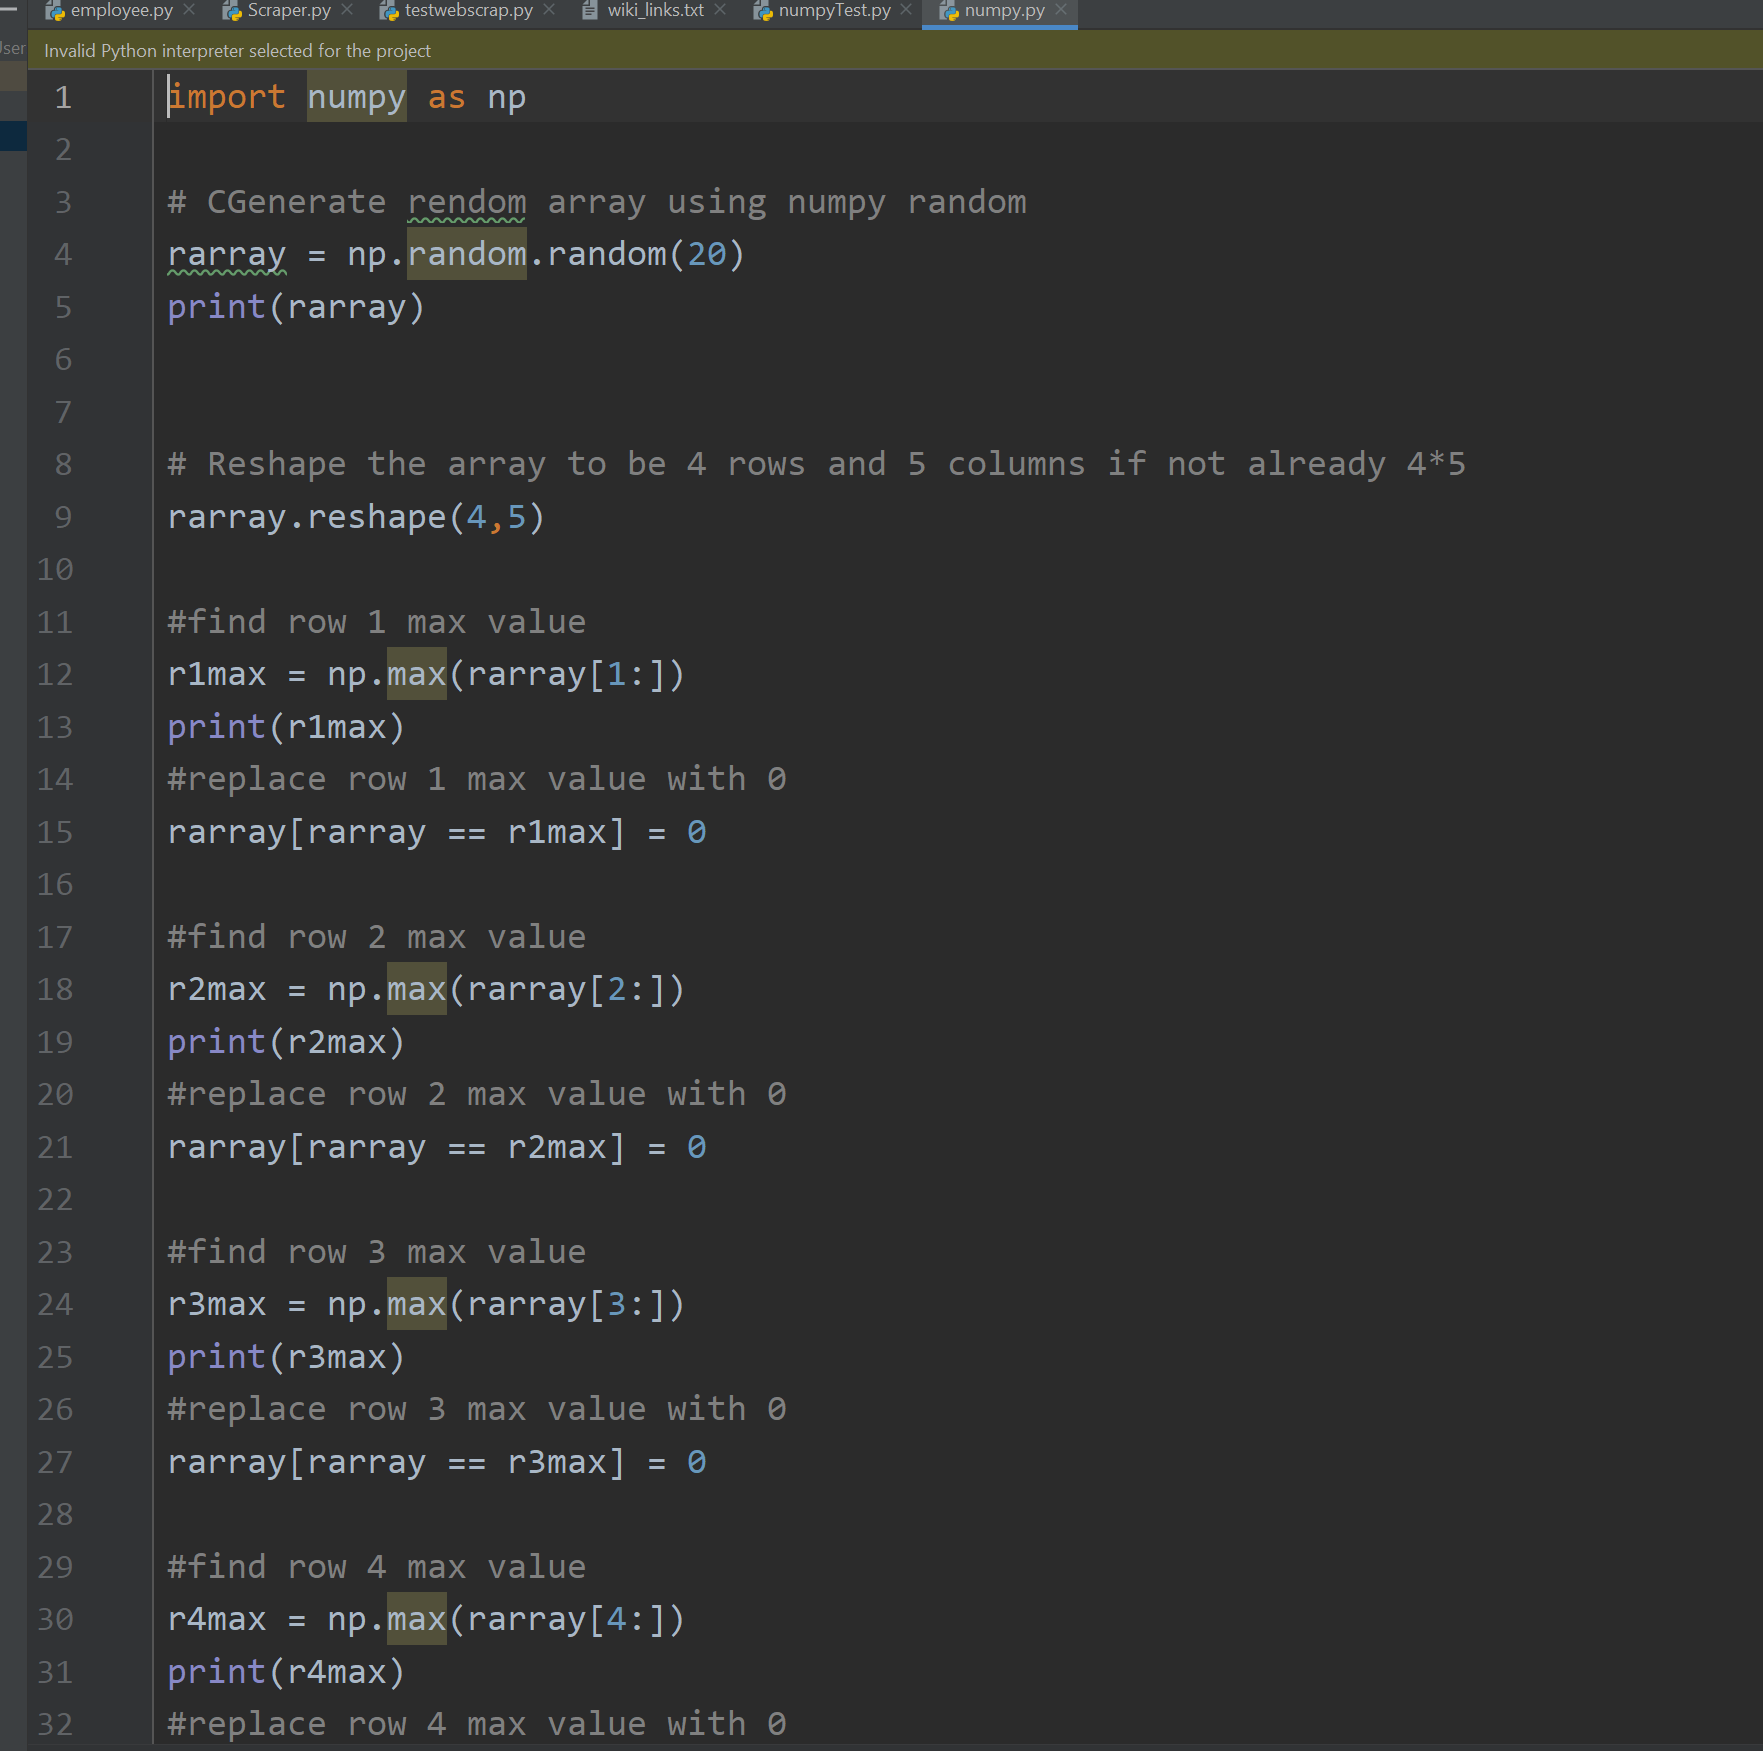 employee.py Scraper.py testwebscrap.py wiki_links.txt numpyTest.py numpy.py
Invalid Python interpreter selected for the project
1 import numpy as np
2
3 # CGenerate rendom array using numpy random
4 rarray = np.random.random(20)
5 print(rarray)
6
7
8 # Reshape the array to be 4 rows and 5 columns if not already 4*5
9 rarray.reshape(4,5)
10
11 #find row 1 max value
12 r1max = np.max(rarray[1:])
13 print(r1max)
14 #replace row 1 max value with 0
15 rarray[rarray == r1max] = 0
16
17 #find row 2 max value
18 r2max = np.max(rarray[2:])
19 print(r2max)
20 #replace row 2 max value with 0
21 rarray[rarray == r2max] = 0
22
23 #find row 3 max value
24 r3max = np.max(rarray[3:])
25 print(r3max)
26 #replace row 3 max value with 0
27 rarray[rarray == r3max] = 0
28
29 #find row 4 max value
30 r4max = np.max(rarray[4:])
31 print(r4max)
32 #replace row 4 max value with 0